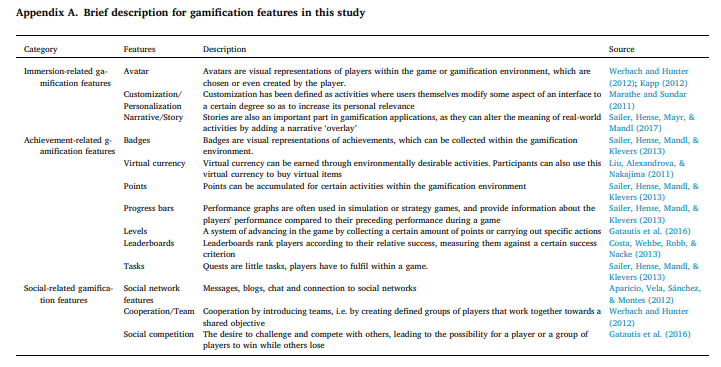 Appendix A. Brief description for gamification features in this study
Category Features Description Source
Immersion-related ga- Avatar Avatars are visual representations of players within the game or gamification environment, which are Werbach and Hunter
mification features chosen or even created by the player. (2012); Kapp (2012)
Customization/ Customization has been defined as activities where users themselves modify some aspect of an interface to Marathe and Sundar
Personalization a certain degree so as to increase its personal relevance (2011)
Narrative/Story Stories are also an important part in gamification applications, as they can alter the meaning of real-world Sailer, Hense, Mayr, &
activities by adding a narrative 'overlay' Mandl (2017)
Achievement-related g- Badges Badges are visual representations of achievements, which can be collected within the gamification Sailer, Hense, Mandl, &
amification features environment. Klevers (2013)
Virtual currency Virtual currency can be earned through environmentally desirable activities. Participants can also use this Liu, Alexandrova, &
virtual currency to buy virtual items Nakajima (2011)
Points Points can be accumulated for certain activities within the gamification environment Sailer, Hense, Mandl, &
Klevers (2013)
Progress bars Performance graphs are often used in simulation or strategy games, and provide information about the Sailer, Hense, Mandl, &
players' performance compared to their preceding performance during a game Klevers (2013)
Levels A system of advancing in the game by collecting a certain amount of points or carrying out specific actions Gatautis et al. (2016)
Leaderboards Leaderboards rank players according to their relative success, measuring them against a certain success Costa, Wehbe, Robb, &
criterion Nacke (2013)
Tasks Quests are little tasks, players have to fulfil within a game. Sailer, Hense, Mandl, &
Klevers (2013)
Social-related gamifica- Social network Messages, blogs, chat and connection to social networks Aparicio, Vela, Sánchez,
tion features features & Montes (2012)
Cooperation/Team Cooperation by introducing teams, i.e. by creating defined groups of players that work together towards a Werbach and Hunter
shared objective (2012)
Social competition The desire to challenge and compete with others, leading to the possibility for a player or a group of Gatautis et al. (2016)
players to win while others lose